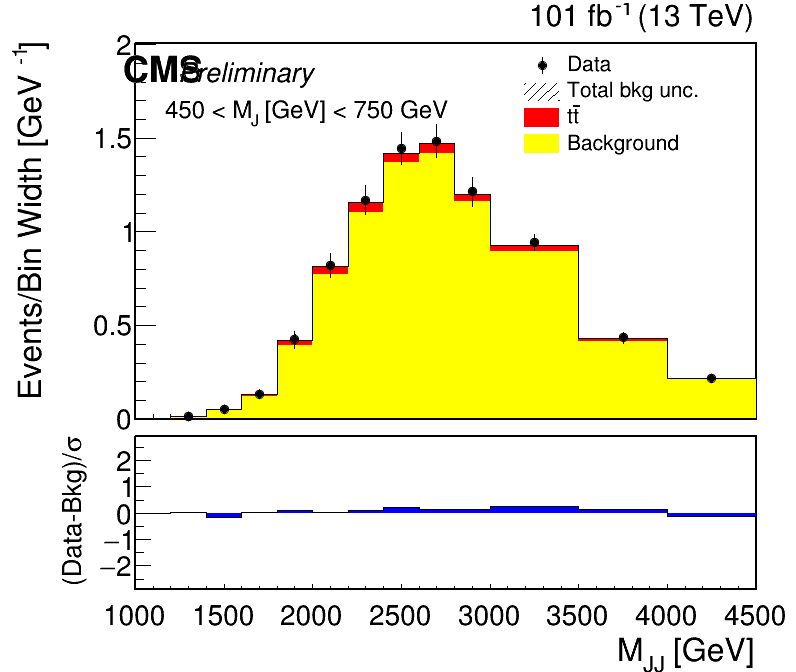 101 fb⁻¹ (13 TeV)
CMS Preliminary
450 < M_J [GeV] < 750 GeV
Data
Total bkg unc.
tt̄
Background
Events/Bin Width [GeV⁻¹]
2
1.5
1
0.5
0
(Data-Bkg)/σ
2
1
0
−1
−2
1000 1500 2000 2500 3000 3500 4000 4500
M_JJ [GeV]